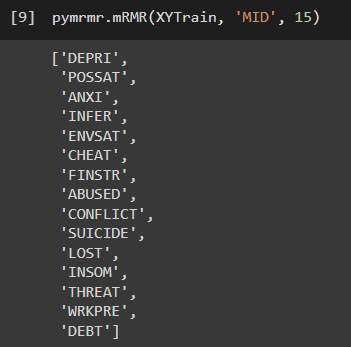 [9] pymrmr.mRMR(XYTrain, 'MID', 15)
['DEPRI',
'POSSAT',
'ANXI',
'INFER',
'ENVSAT',
'CHEAT',
'FINSTR',
'ABUSED',
'CONFLICT',
'SUICIDE',
'LOST',
'INSOM',
'THREAT',
'WRKPRE',
'DEBT']